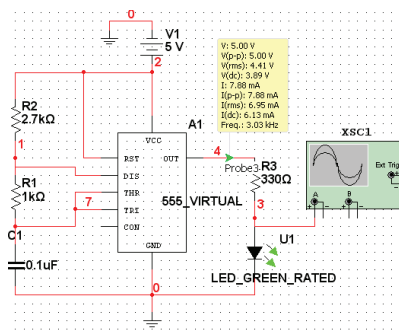 0
V1
5 V
2
V: 5.00 V
V(p-p): 5.00 V
V(rms): 4.41 V
V(dc): 3.89 V
I: 7.88 mA
I(p-p): 7.88 mA
I(rms): 6.95 mA
I(dc): 6.13 mA
Freq.: 3.03 kHz
R2
2.7kΩ
1
R1
1kΩ
7
C1
0.1uF
A1
VCC
RST
OUT
DIS
THR
TRI
CON
GND
555_VIRTUAL
4
Probe3
R3
330Ω
3
U1
LED_GREEN_RATED
0
XSC1
Ext Trig
A
B